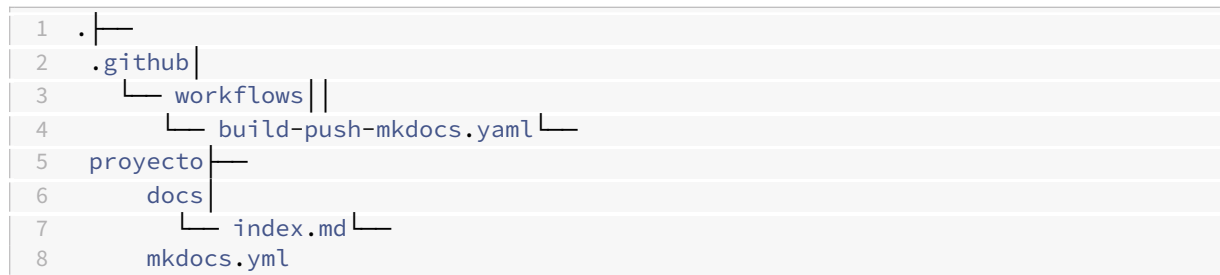 1 .├──
2 .github│
3 └── workflows││
4 └── build-push-mkdocs.yaml└──
5 proyecto├──
6 docs│
7 └── index.md└──
8 mkdocs.yml